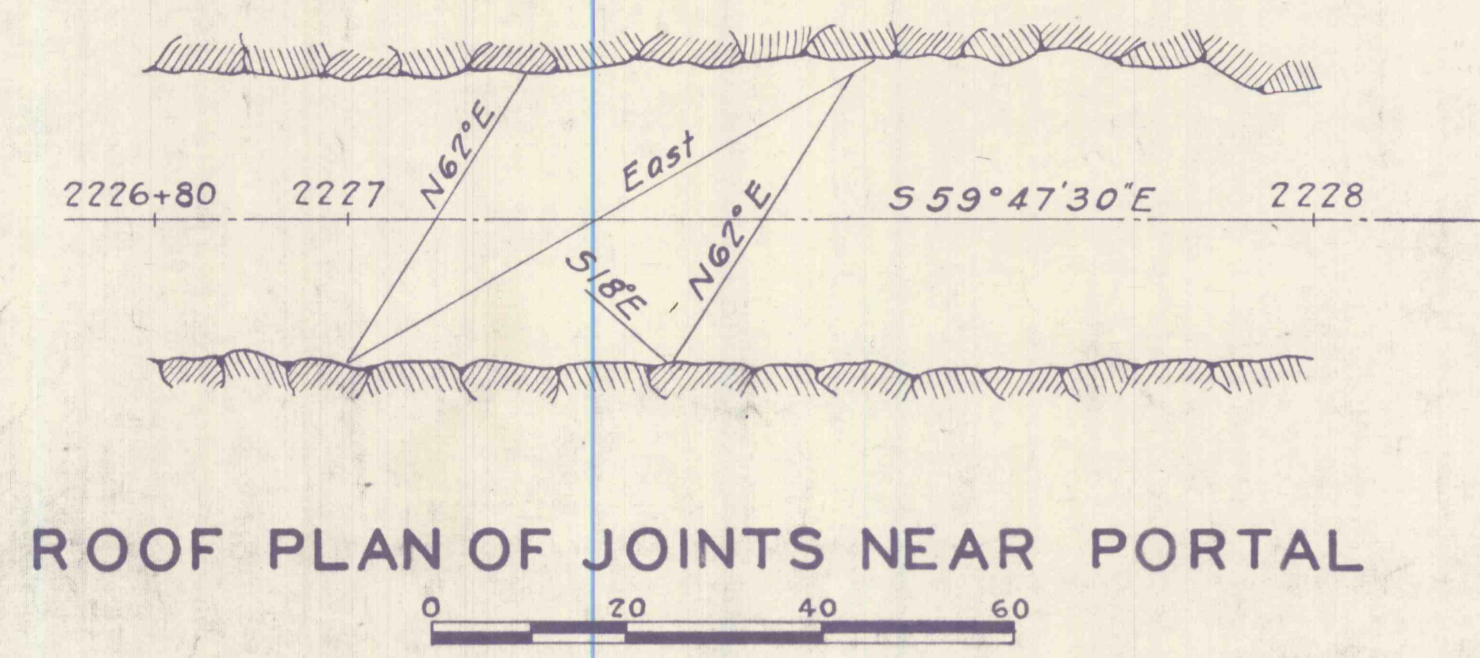 N62°E
East
2226+80 2227 N62°E S59°47'30"E 2228
S18°E
ROOF PLAN OF JOINTS NEAR PORTAL
0 20 40 60